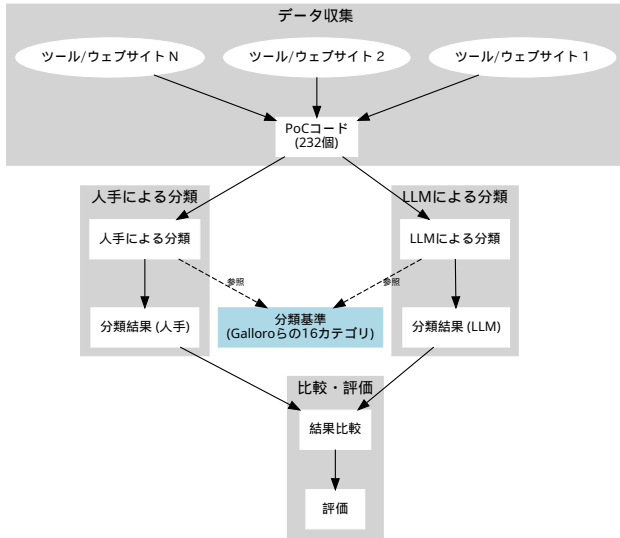 データ収集
ツール/ウェブサイト N
ツール/ウェブサイト 2
ツール/ウェブサイト 1
PoCコード
(232個)
人手による分類
LLMによる分類
人手による分類
LLMによる分類
参照
参照
分類結果 (人手)
分類基準
(Galloroらの16カテゴリ)
分類結果 (LLM)
比較・評価
結果比較
評価